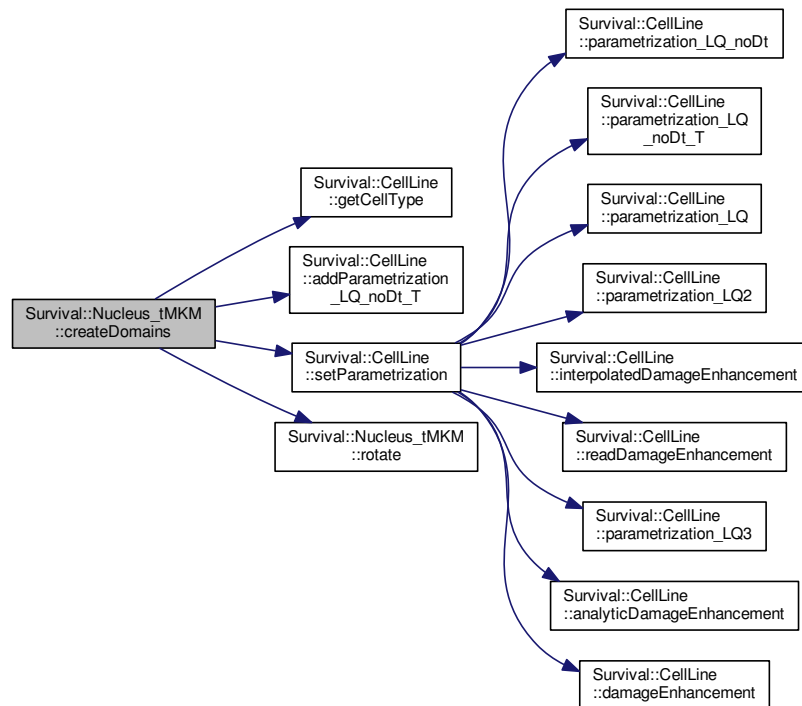 Survival::Nucleus_tMKM
::createDomains
Survival::CellLine
::getCellType
Survival::CellLine
::addParametrization
_LQ_noDt_T
Survival::CellLine
::setParametrization
Survival::Nucleus_tMKM
::rotate
Survival::CellLine
::parametrization_LQ_noDt
Survival::CellLine
::parametrization_LQ
_noDt_T
Survival::CellLine
::parametrization_LQ
Survival::CellLine
::parametrization_LQ2
Survival::CellLine
::interpolatedDamageEnhancement
Survival::CellLine
::readDamageEnhancement
Survival::CellLine
::parametrization_LQ3
Survival::CellLine
::analyticDamageEnhancement
Survival::CellLine
::damageEnhancement